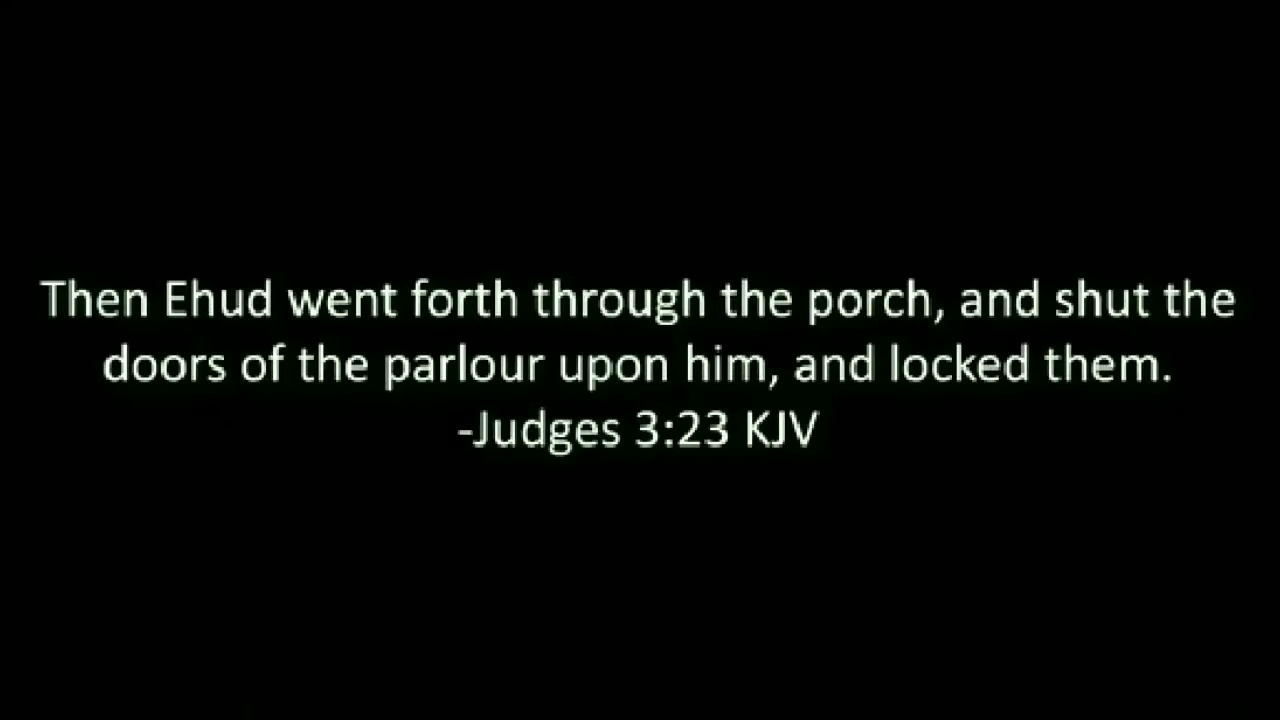 Then Ehud went forth through the porch, and shut the
doors of the parlour upon him, and locked them.
-Judges 3:23 KJV